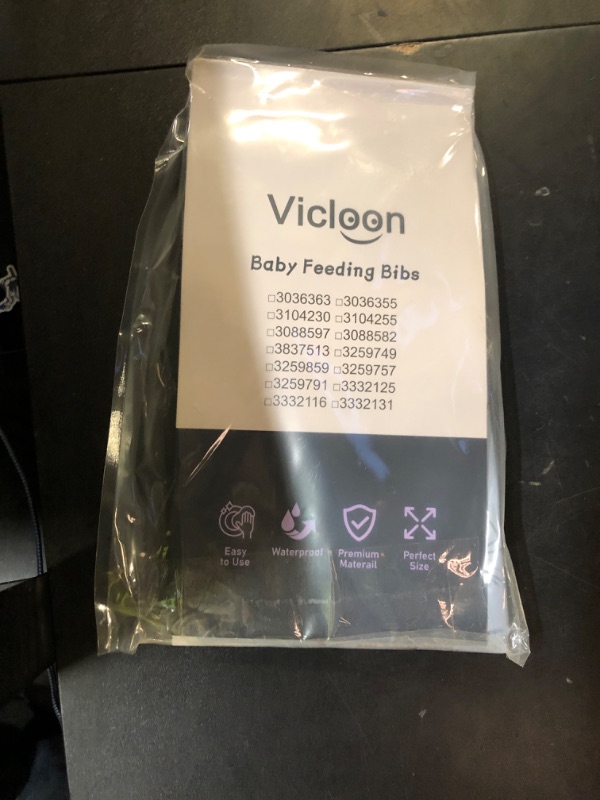 Vicloon
Baby Feeding Bibs
□3036363 □3036355
□3104230 □3104255
□3088597 □3088582
□3837513 □3259749
□3259859 □3259757
□3259791 □3332125
□3332116 □3332131
Easy
to Use
Waterproof
Premium
Materail
Perfect
Size